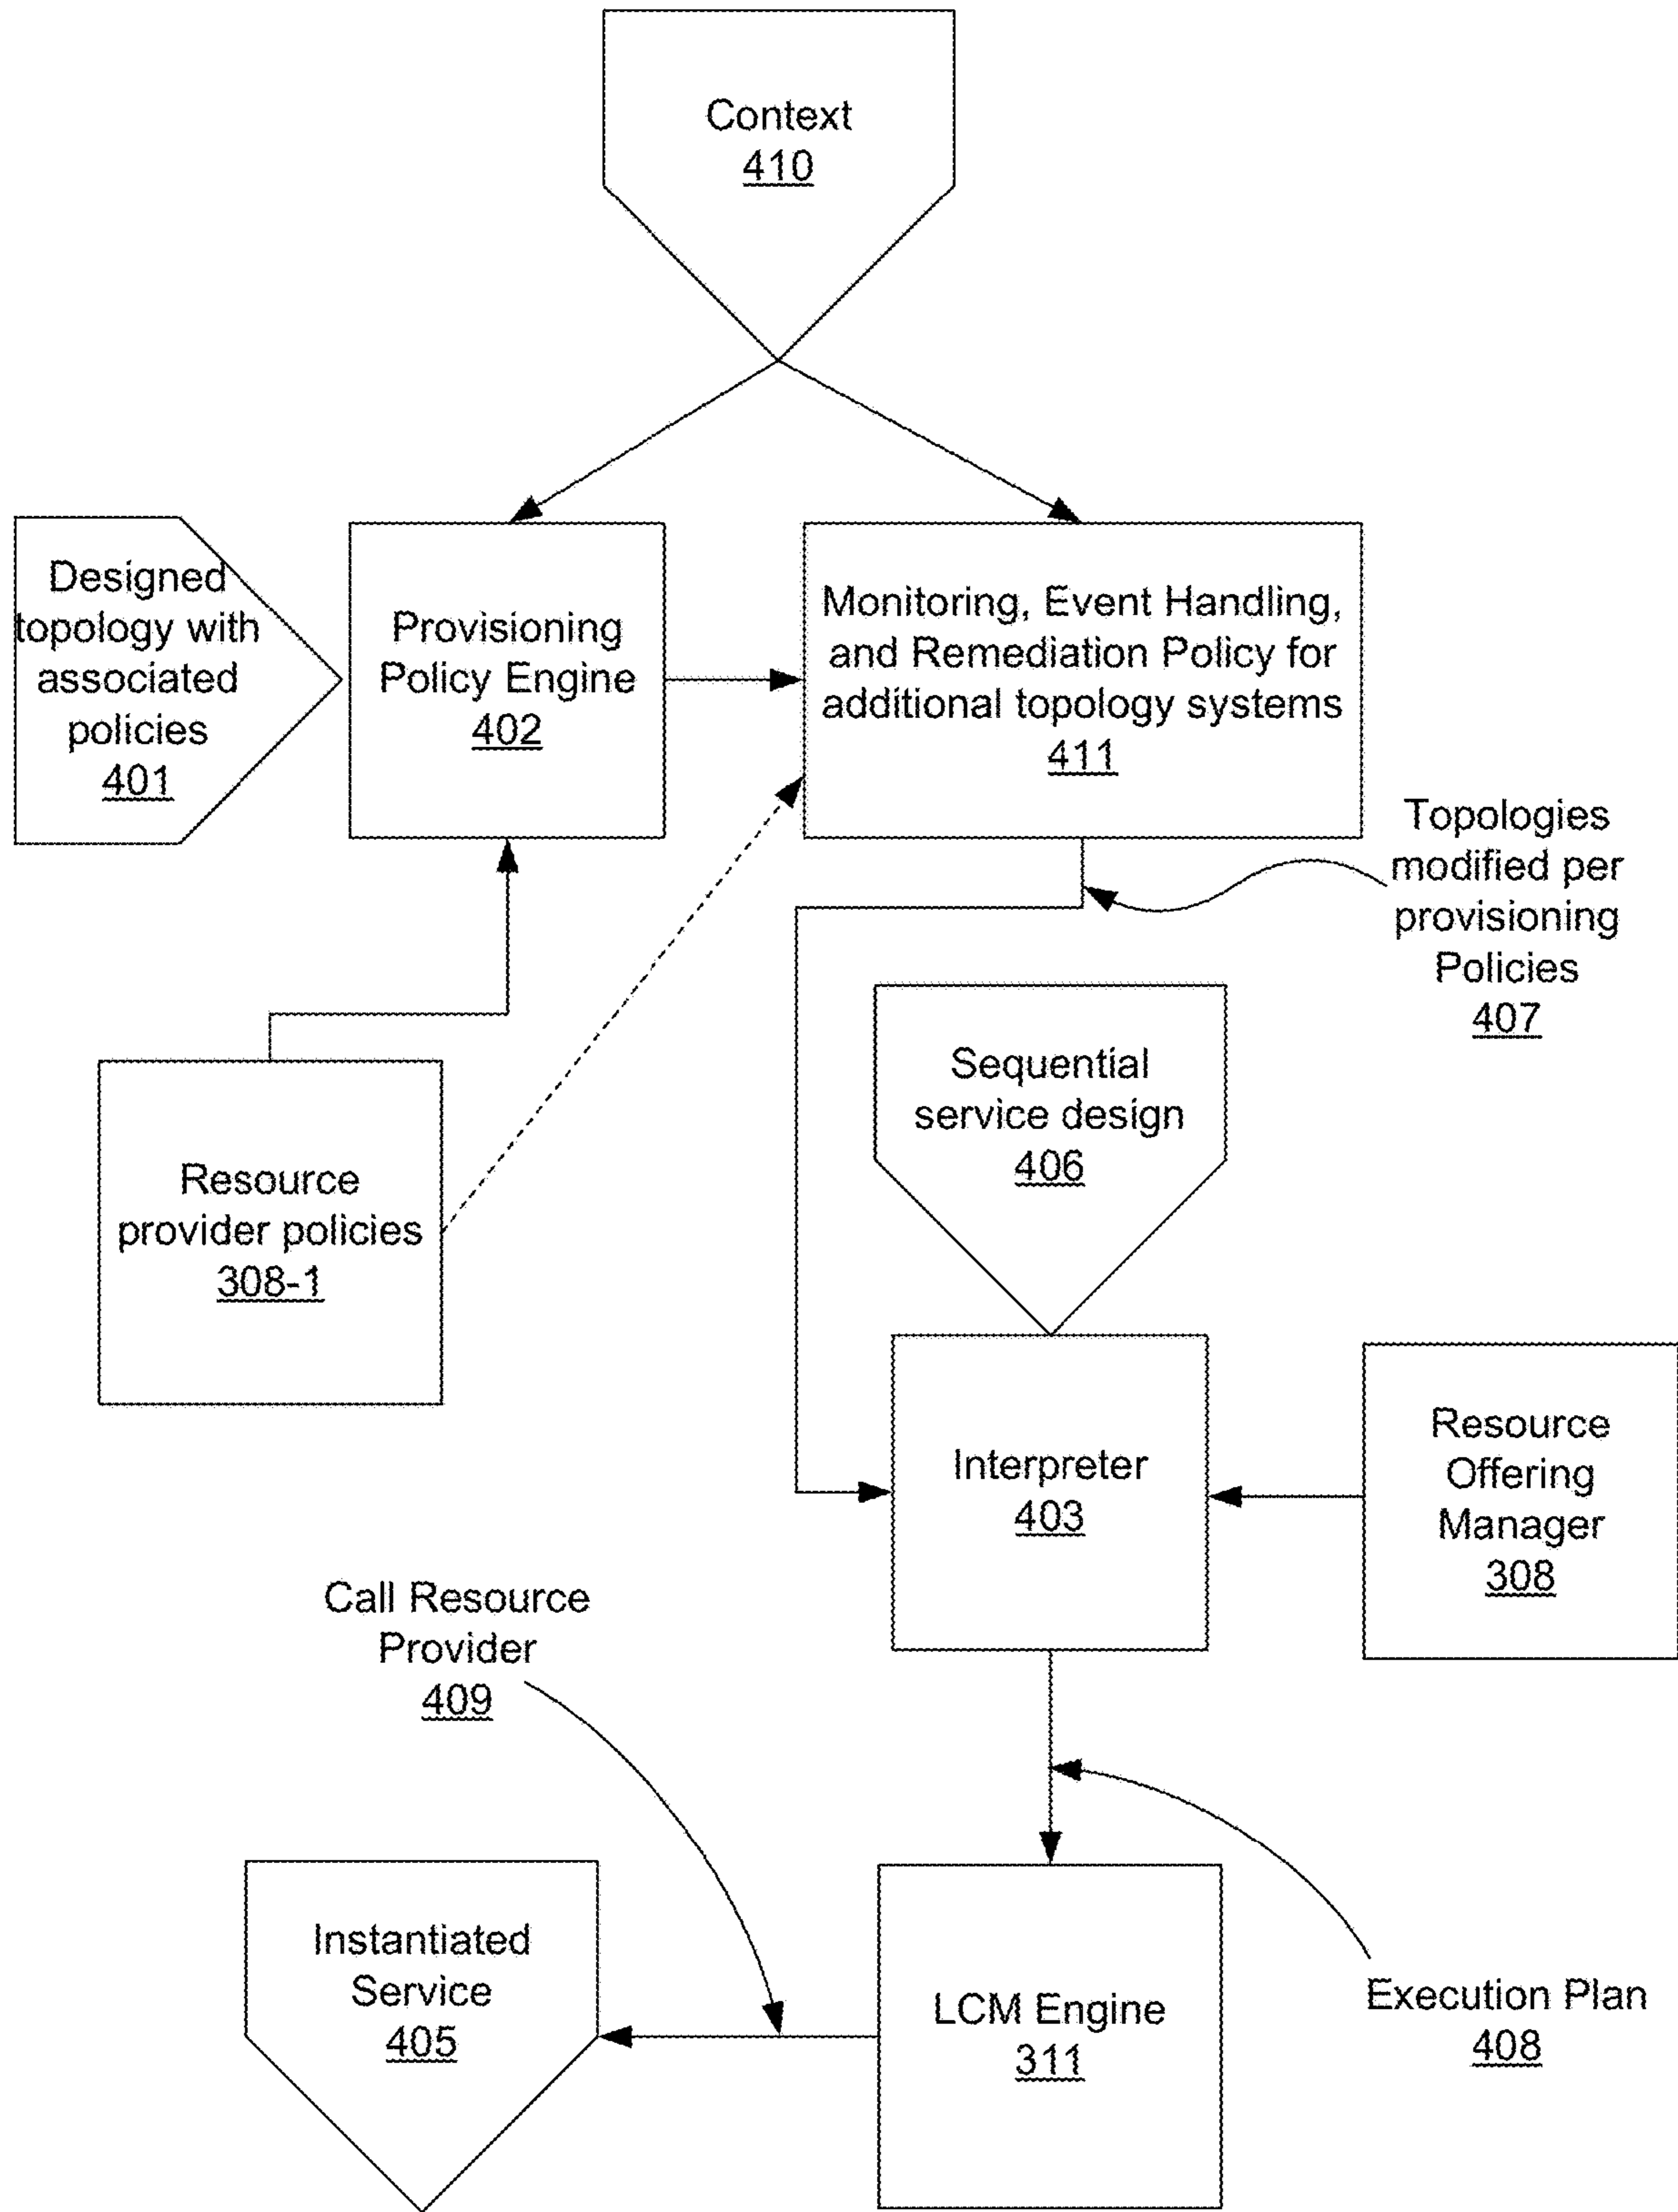 Context
410
Designed
topology with
associated
policies
401
Provisioning
Policy Engine
402
Monitoring, Event Handling,
and Remediation Policy for
additional topology systems
411
Topologies
modified per
provisioning
Policies
407
Sequential
service design
406
Resource
provider policies
308-1
Interpreter
403
Resource
Offering
Manager
308
Call Resource
Provider
409
Instantiated
Service
405
LCM Engine
311
Execution Plan
408